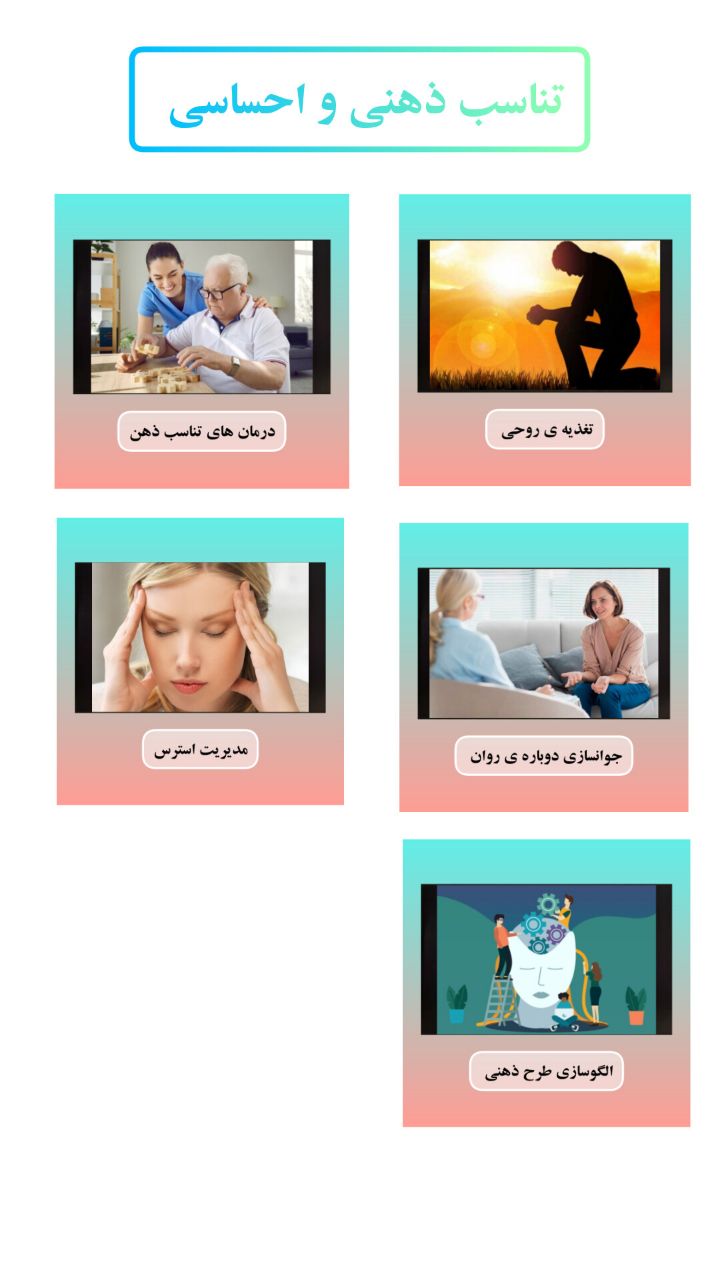 تناسب ذهنی و احساسی
تغذیه ی روحی
درمان های تناسب ذهن
جوانسازی دوباره ی روان
مدیریت استرس
الگوسازی طرح ذهنی